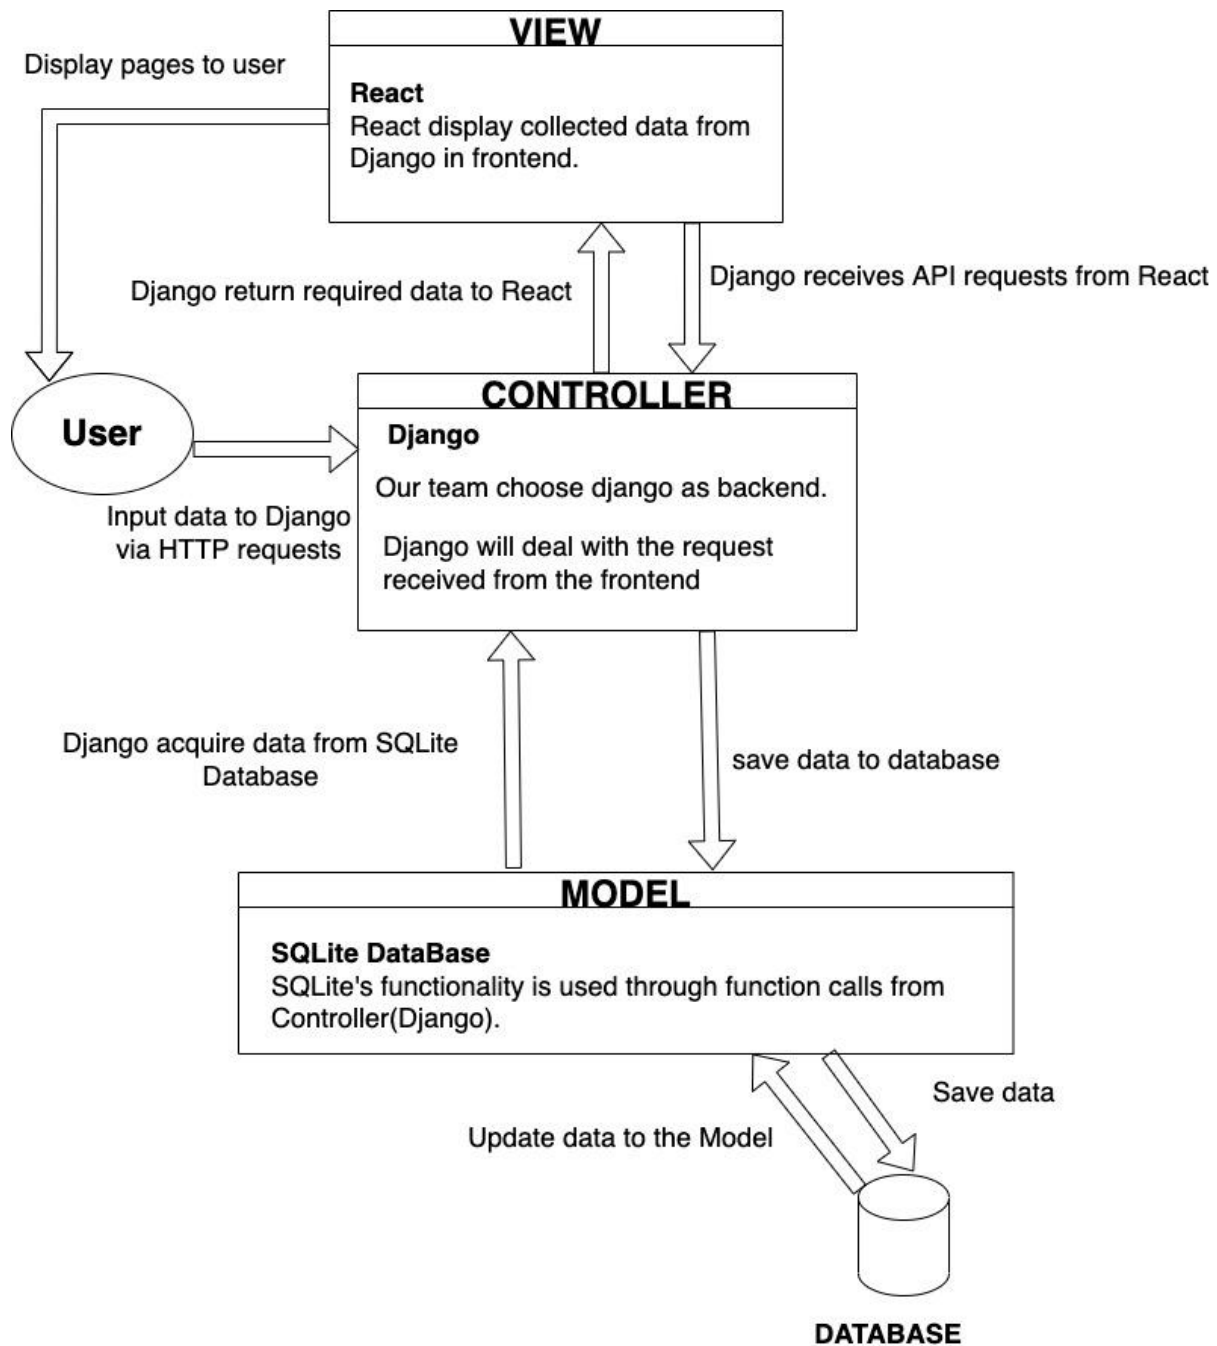 VIEW
Display pages to user
React
React display collected data from
Django in frontend.
Django return required data to React
Django receives API requests from React
CONTROLLER
User
Django
Our team choose django as backend.
Input data to Django
via HTTP requests
Django will deal with the request
received from the frontend
Django acquire data from SQLite
Database
save data to database
MODEL
SQLite DataBase
SQLite's functionality is used through function calls from
Controller(Django).
Save data
Update data to the Model
DATABASE